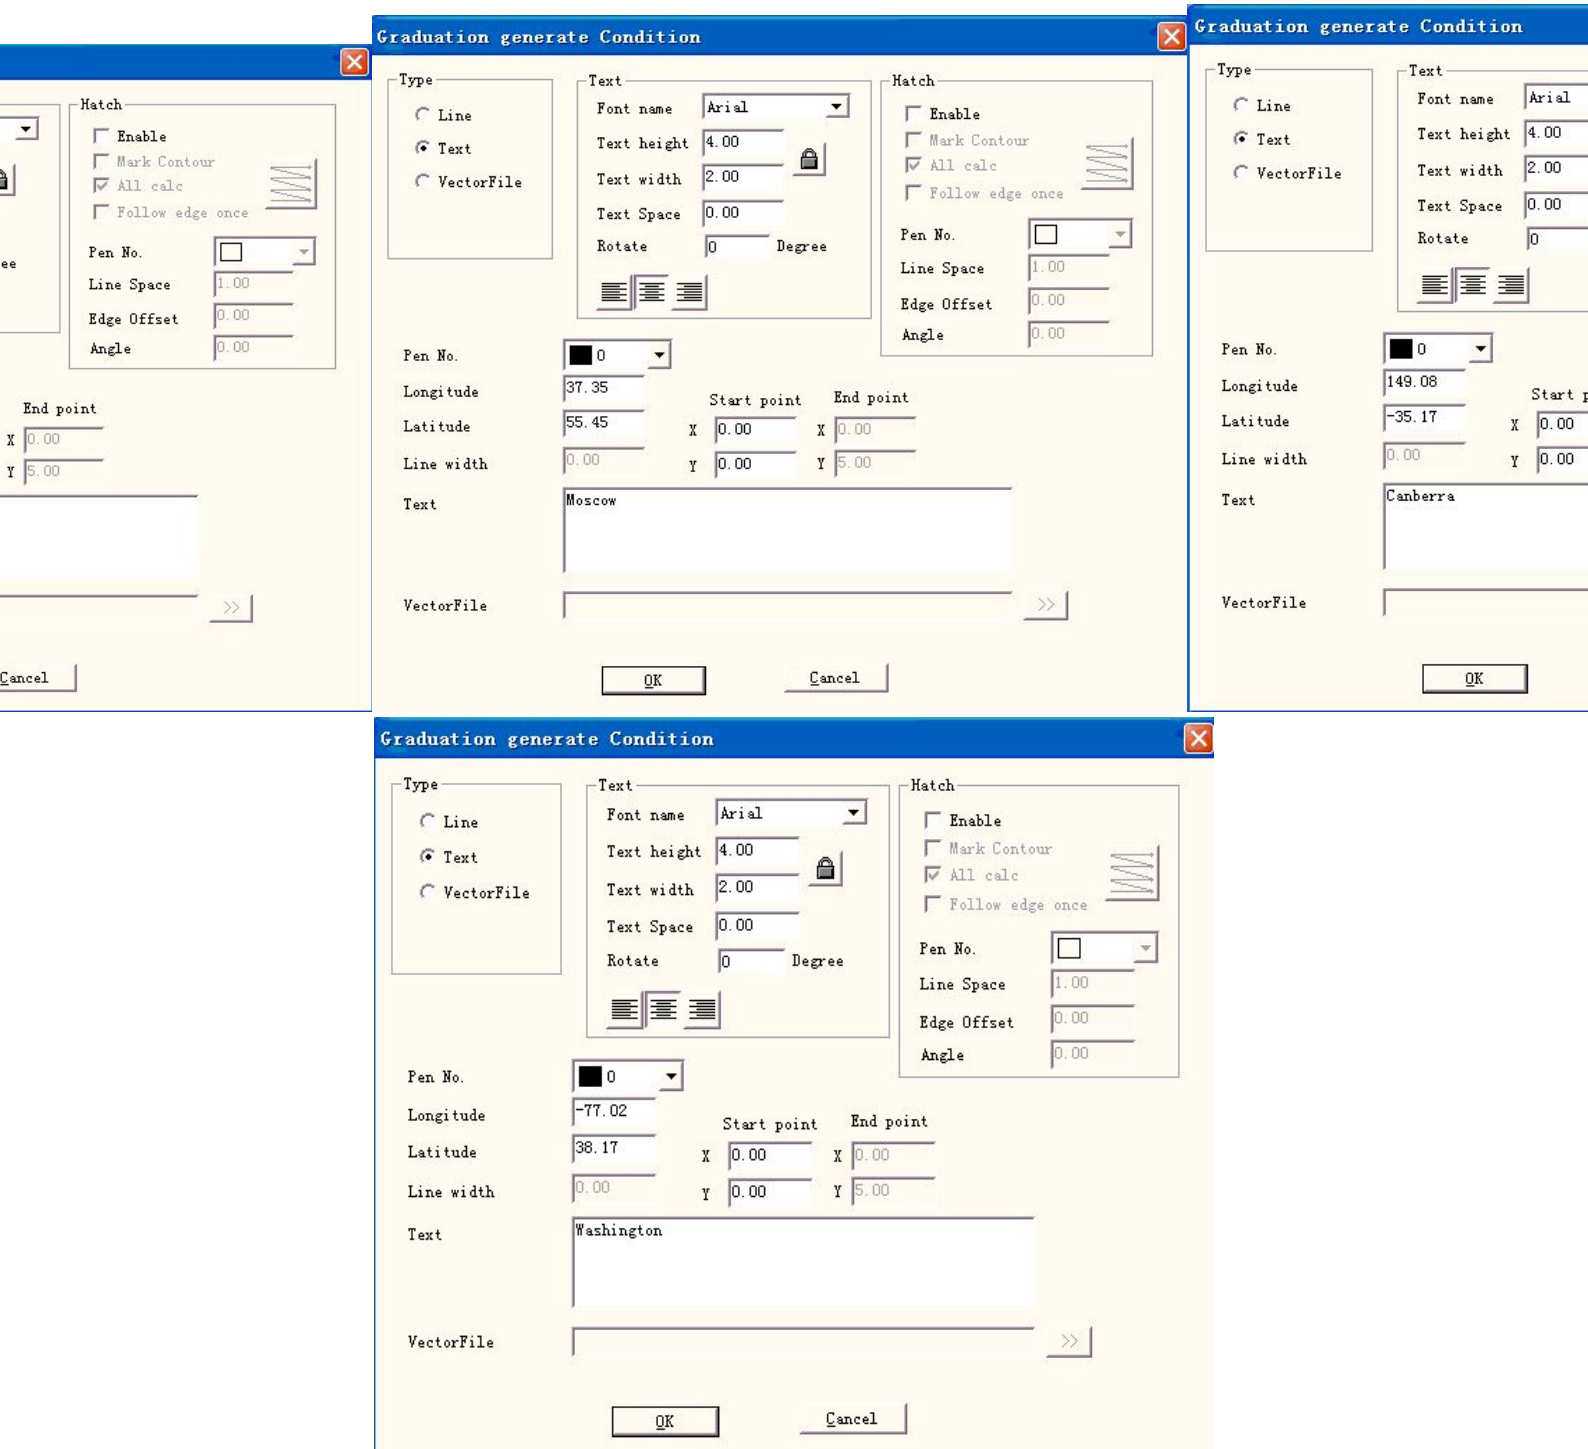 Hatch
Enable
Mark Contour
All calc
Follow edge once
Pen No.
Line Space 1.00
Edge Offset 0.00
Angle 0.00
End point
X 0.00
Y 5.00
>>
Cancel
Graduation generate Condition
Type
Line
Text
VectorFile
Text
Font name Arial
Text height 4.00
Text width 2.00
Text Space 0.00
Rotate 0 Degree
Hatch
Enable
Mark Contour
All calc
Follow edge once
Pen No.
Line Space 1.00
Edge Offset 0.00
Angle 0.00
Pen No. 0
Longitude 37.35
Latitude 55.45
Line width 0.00
Start point End point
X 0.00 X 0.00
Y 0.00 Y 5.00
Text Moscow
VectorFile >>
OK Cancel
Graduation generate Condition
Type
Line
Text
VectorFile
Text
Font name Arial
Text height 4.00
Text width 2.00
Text Space 0.00
Rotate 0
Pen No. 0
Longitude 149.08
Latitude -35.17
Line width 0.00
Start
X 0.00
Y 0.00
Text Canberra
VectorFile
OK
Graduation generate Condition
Type
Line
Text
VectorFile
Text
Font name Arial
Text height 4.00
Text width 2.00
Text Space 0.00
Rotate 0 Degree
Hatch
Enable
Mark Contour
All calc
Follow edge once
Pen No.
Line Space 1.00
Edge Offset 0.00
Angle 0.00
Pen No. 0
Longitude -77.02
Latitude 38.17
Line width 0.00
Start point End point
X 0.00 X 0.00
Y 0.00 Y 5.00
Text Washington
VectorFile >>
OK Cancel